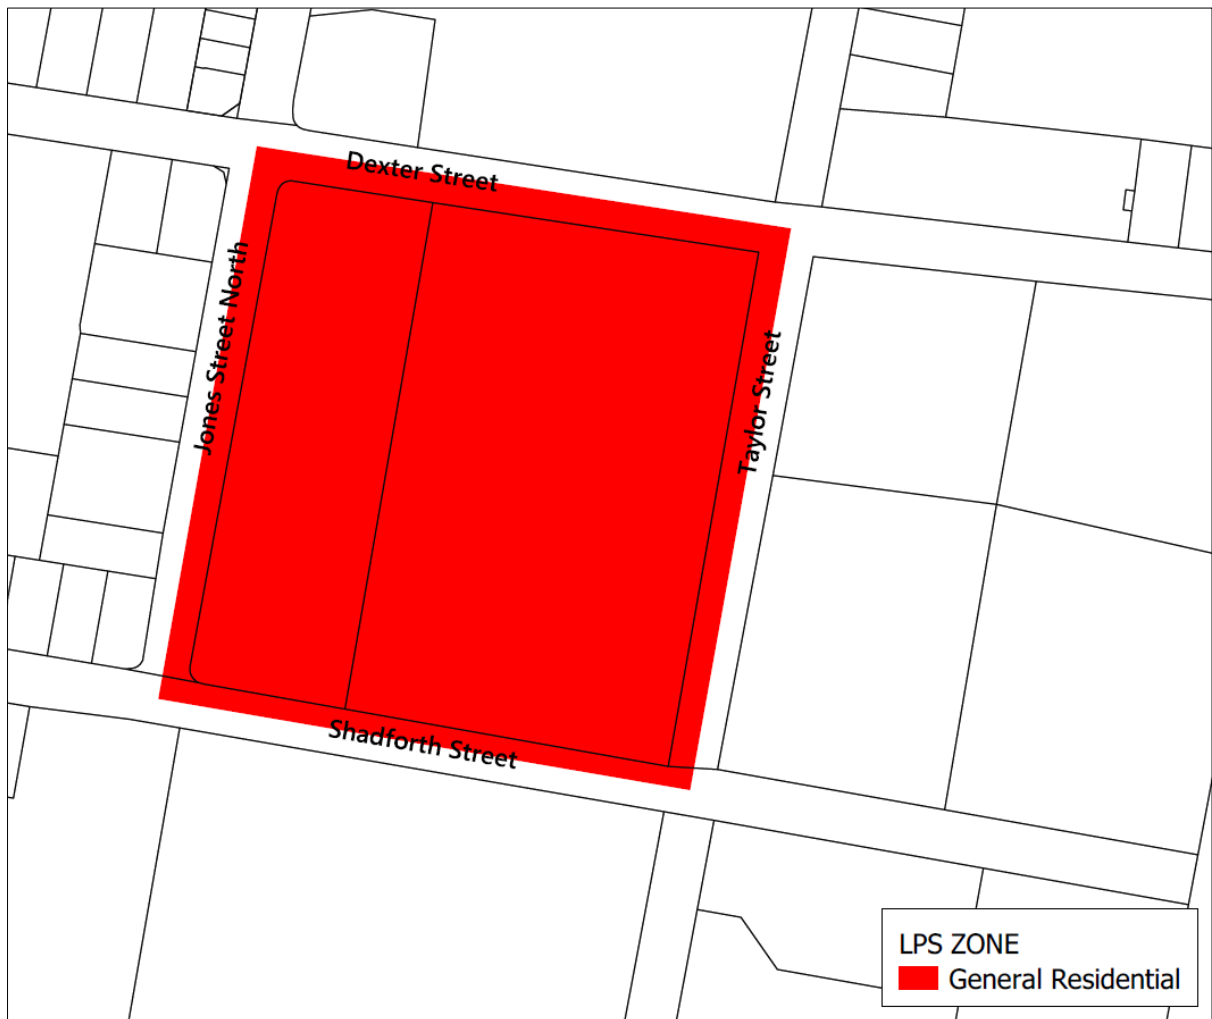 Dexter Street
Jones Street North
Taylor Street
Shadforth Street
LPS ZONE
General Residential